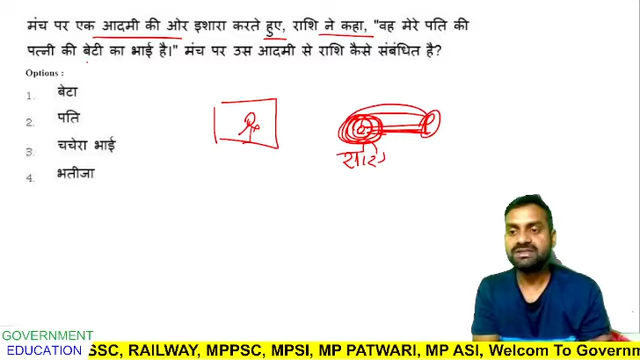 मंच पर एक आदमी की ओर इशारा करते हुए, राशि ने कहा, "वह मेरे पति की
पत्नी की बेटी का भाई है।" मंच पर उस आदमी से राशि कैसे संबंधित है?
Options :
1. बेटा
2. पति
3. चचेरा भाई
4. भतीजा
राशि
GOVERNMENT
EDUCATION
SSC, RAILWAY, MPPSC, MPSI, MP PATWARI, MP ASI, Welcom To Governm